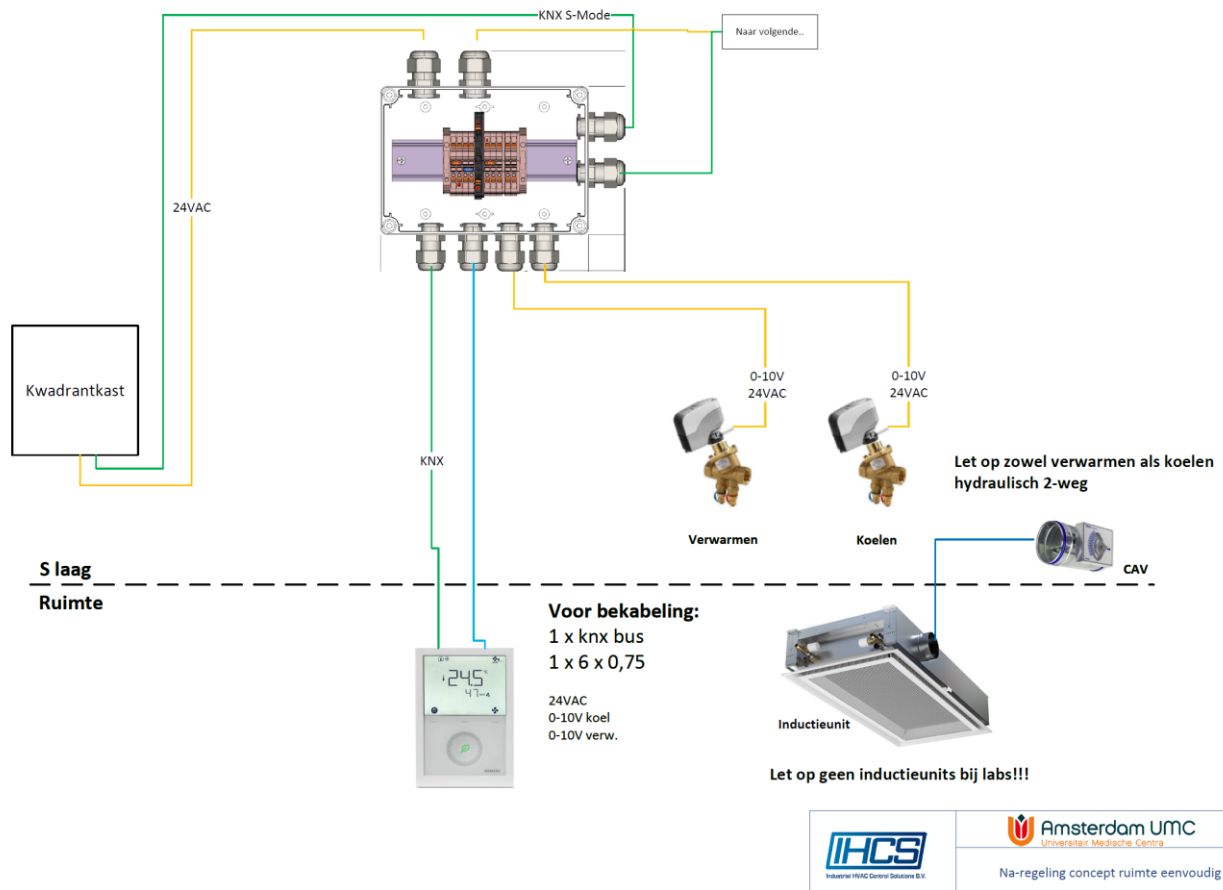 KNX S-Mode
Naar volgende..
24VAC
Kwadrantkast
0-10V
24VAC
0-10V
24VAC
KNX
Let op zowel verwarmen als koelen
hydraulisch 2-weg
Verwarmen
Koelen
CAV
S laag
Ruimte
Voor bekabeling:
1 x knx bus
1 x 6 x 0,75
24VAC
0-10V koel
0-10V verw.
24.5
47
Inductieunit
Let op geen inductieunits bij labs!!!
IHCS
Industriel HVAC Control Solutions B.V.
Amsterdam UMC
Universitair Medische Centra
Na-regeling concept ruimte eenvoudig